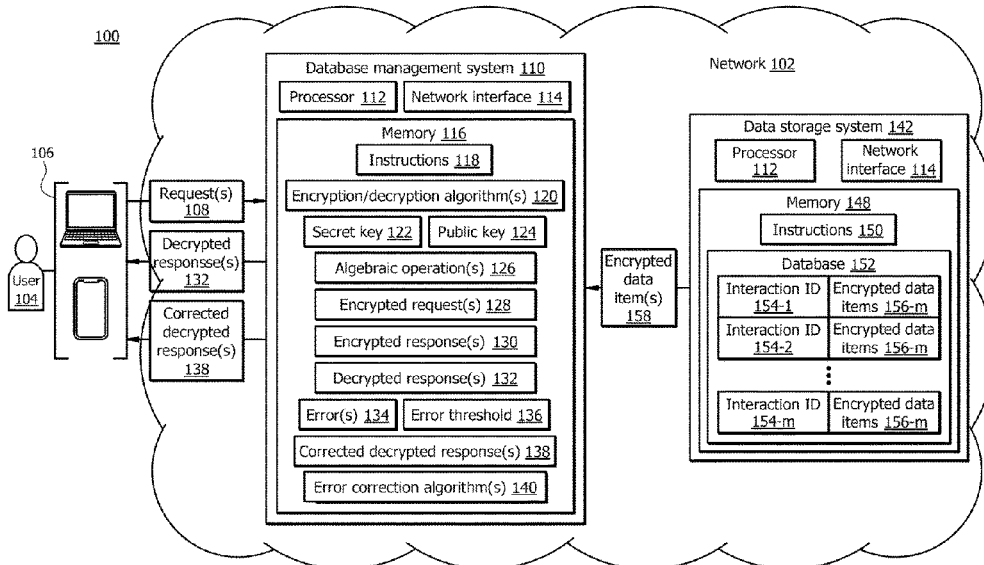 100
Network 102
106
User
104
Request(s)
108
Decrypted
responsse(s)
132
Corrected
decrypted
response(s)
138
Database management system 110
Processor 112
Network interface 114
Memory 116
Instructions 118
Encryption/decryption algorithm(s) 120
Secret key 122
Public key 124
Algebraic operation(s) 126
Encrypted request(s) 128
Encrypted response(s) 130
Decrypted response(s) 132
Error(s) 134
Error threshold 136
Corrected decrypted response(s) 138
Error correction algorithm(s) 140
Encrypted
data
item(s)
158
Data storage system 142
Processor
112
Network
interface 114
Memory 148
Instructions 150
Database 152
Interaction ID
154-1
Encrypted data
items 156-m
Interaction ID
154-2
Encrypted data
items 156-m
Interaction ID
154-m
Encrypted data
items 156-m